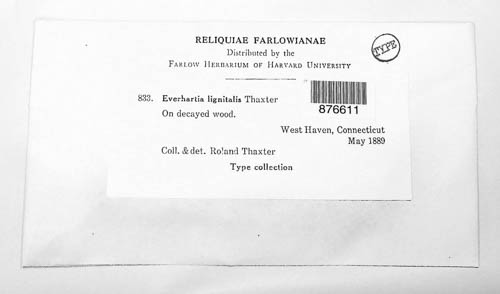 RELIQUIAE FARLOWIANAE
TYPE
Distributed by the
FARLOW HERBARIUM OF HARVARD UNIVERSITY
833. Everhartia lignitalis Thaxter
876611
On decayed wood.
West Haven, Connecticut
May 1889
Coll. & det. Roland Thaxter
Type collection